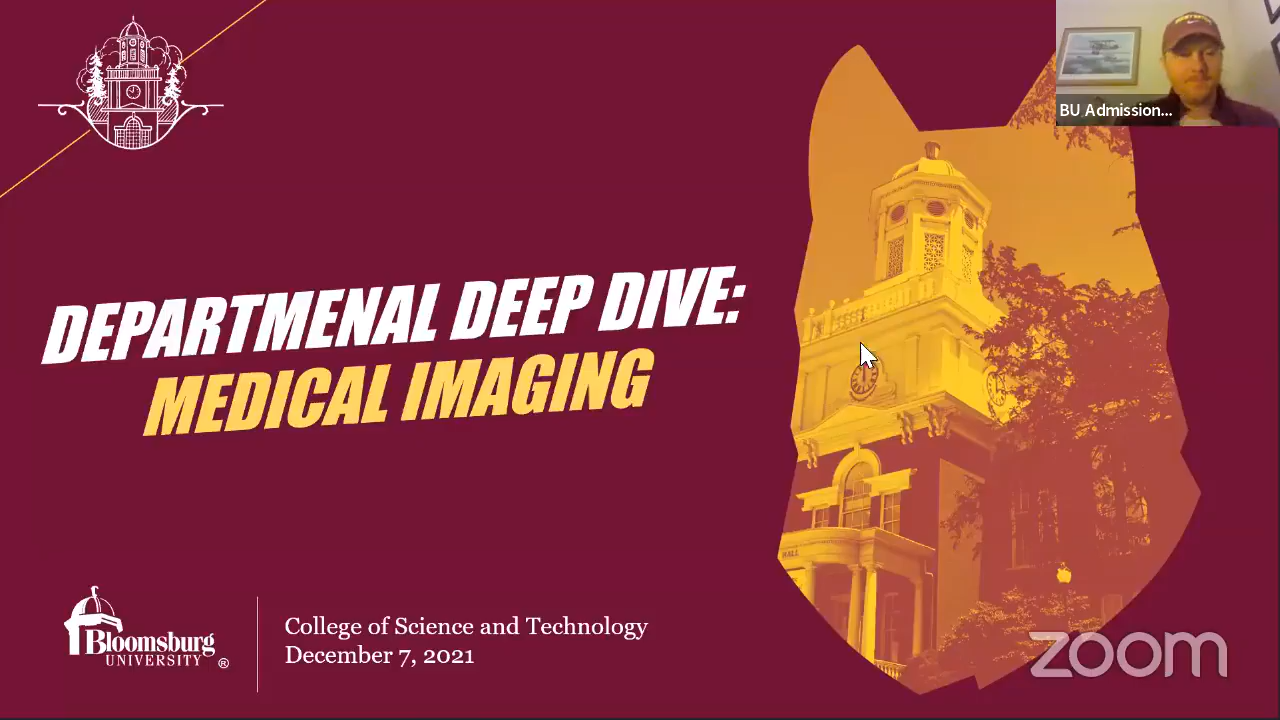 BU Admission...
DEPARTMENAL DEEP DIVE:
MEDICAL IMAGING
Bloomsburg
UNIVERSITY®
College of Science and Technology
December 7, 2021
zoom